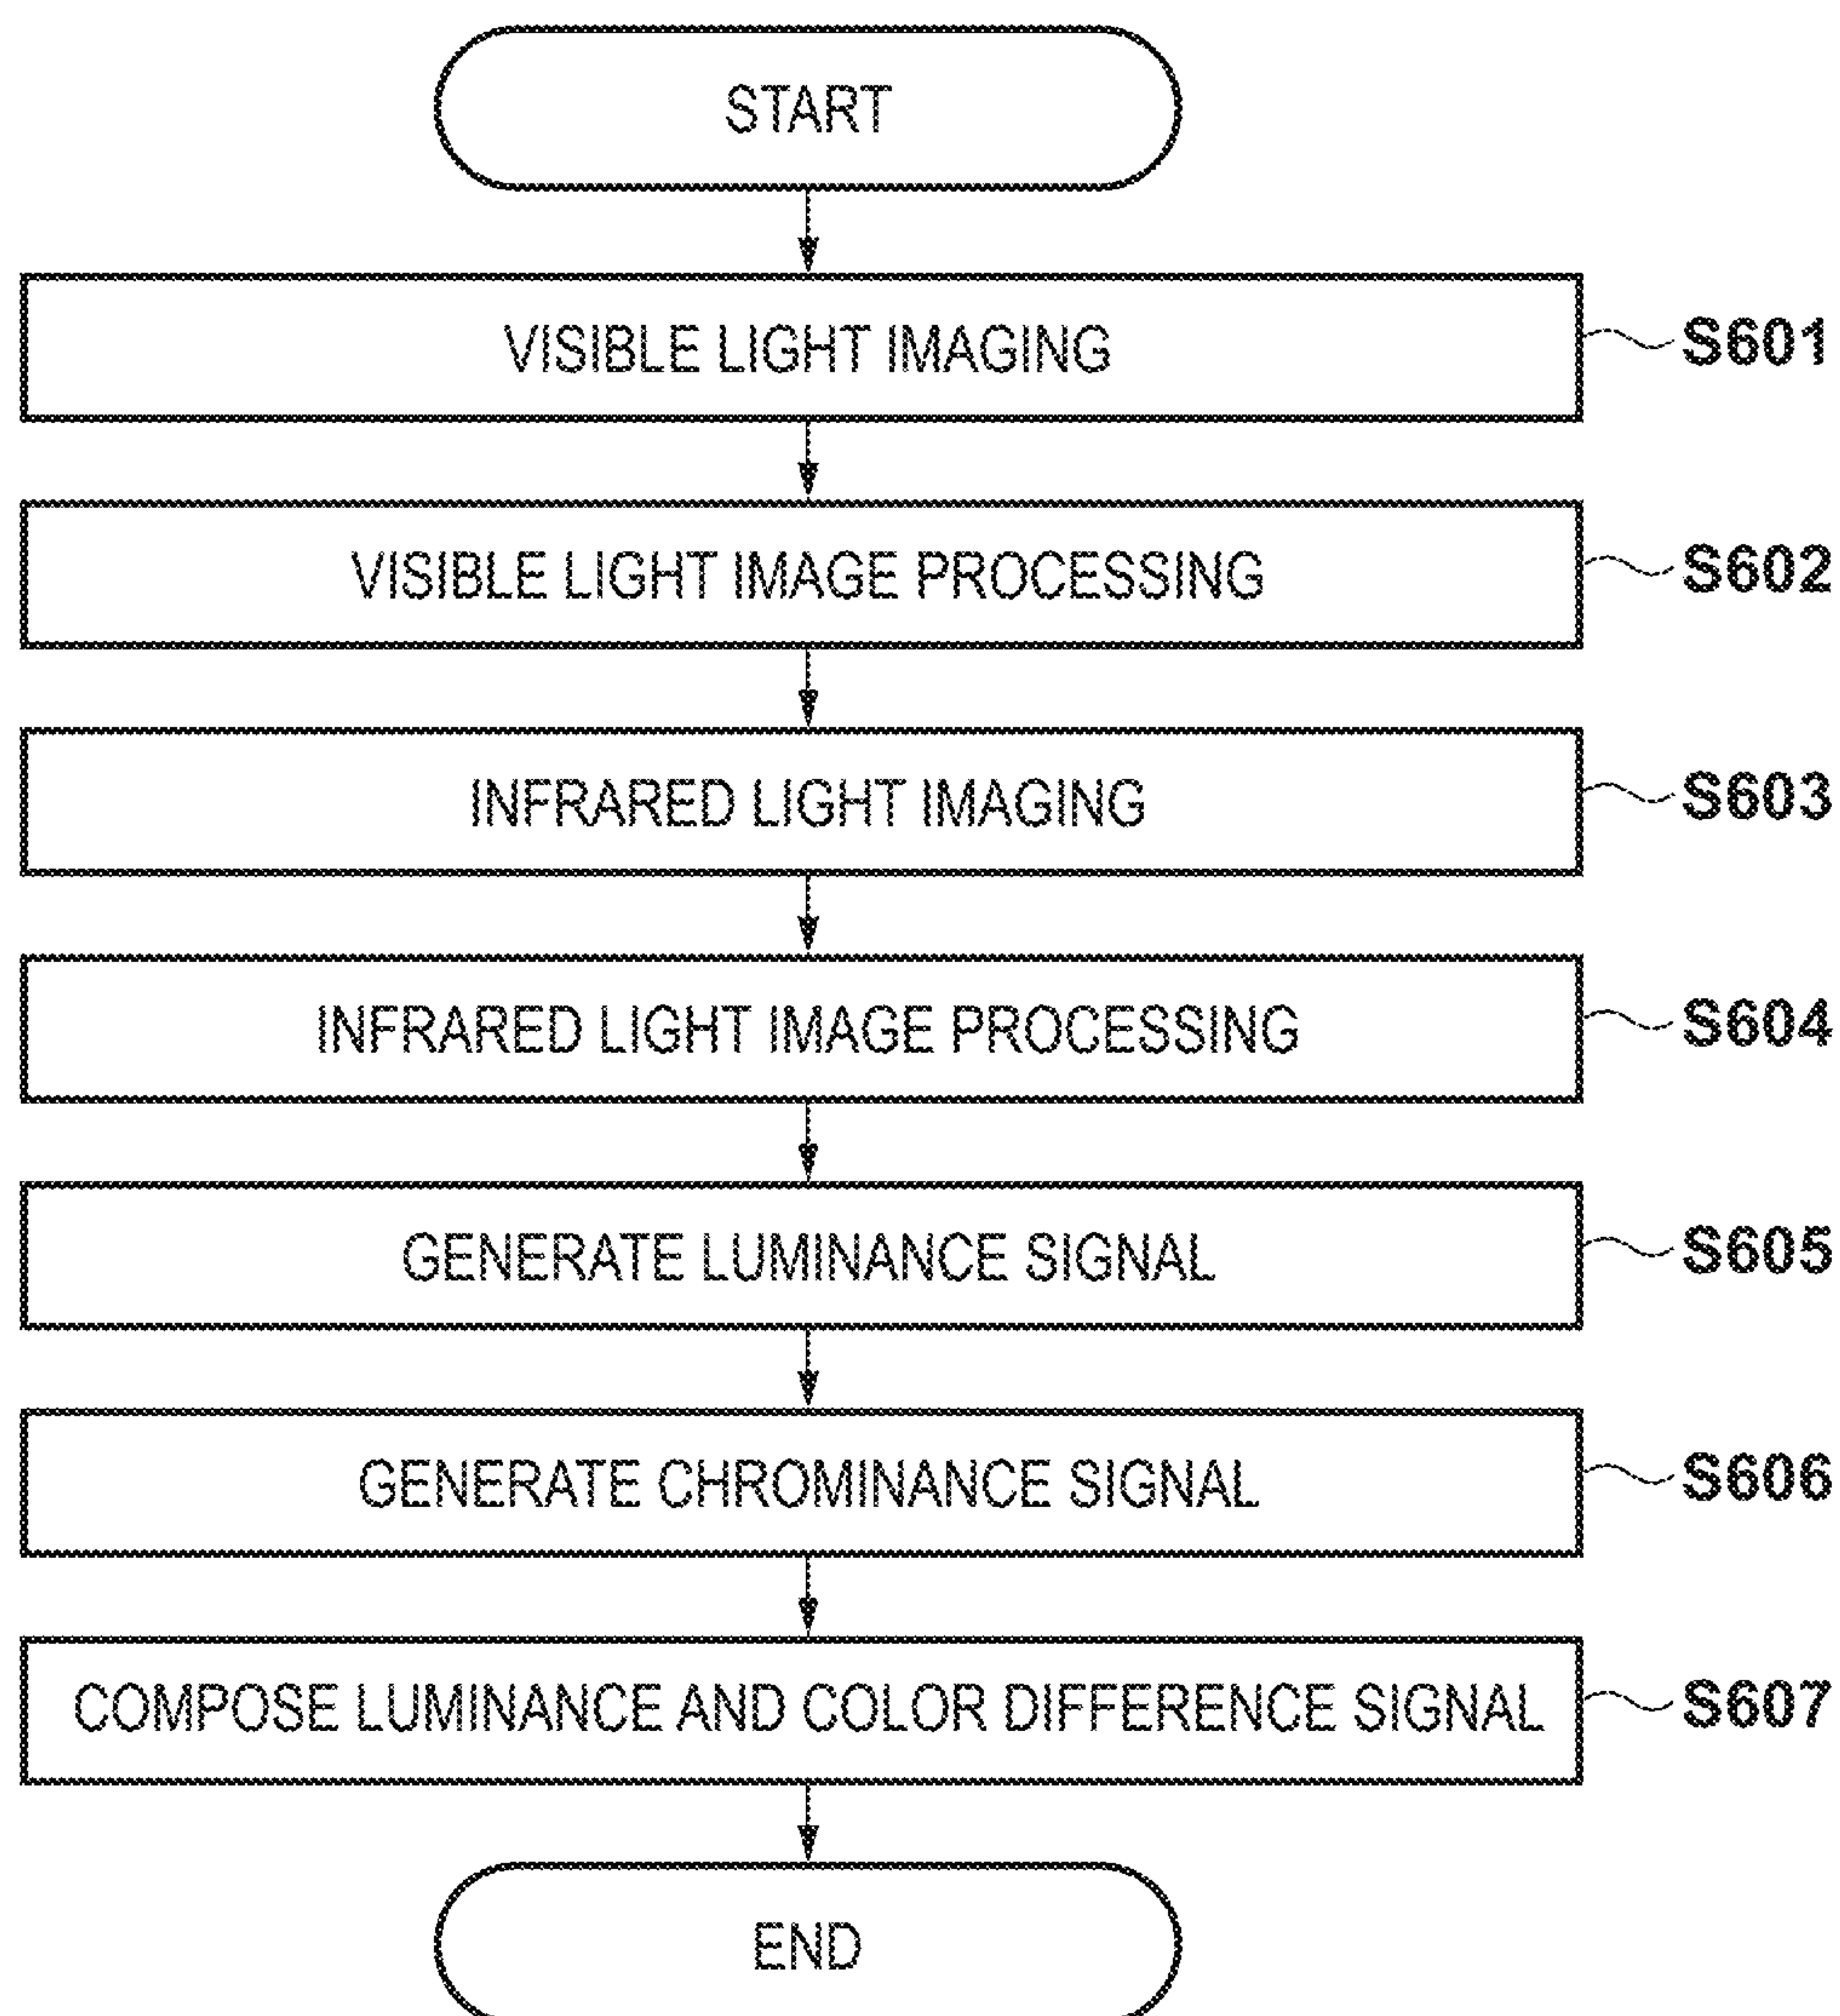 START
VISIBLE LIGHT IMAGING S601
VISIBLE LIGHT IMAGE PROCESSING S602
INFRARED LIGHT IMAGING S603
INFRARED LIGHT IMAGE PROCESSING S604
GENERATE LUMINANCE SIGNAL S605
GENERATE CHROMINANCE SIGNAL S606
COMPOSE LUMINANCE AND COLOR DIFFERENCE SIGNAL S607
END